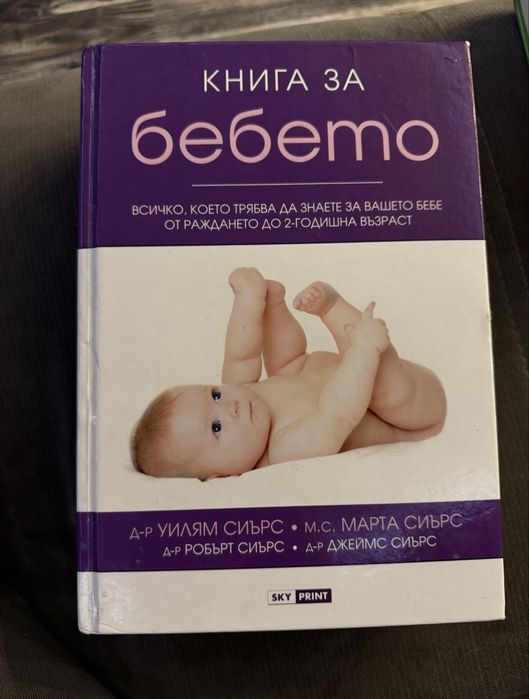 КНИГА ЗА
бебето
ВСИЧКО, КОЕТО ТРЯБВА ДА ЗНАЕТЕ ЗА ВАШЕТО БЕБЕ
ОТ РАЖДАНЕТО ДО 2-ГОДИШНА ВЪЗРАСТ
Д-Р УИЛЯМ СИЪРС • М.С. МАРТА СИЪРС
Д-Р РОБЪРТ СИЪРС • Д-Р ДЖЕЙМС СИЪРС
SKY PRINT